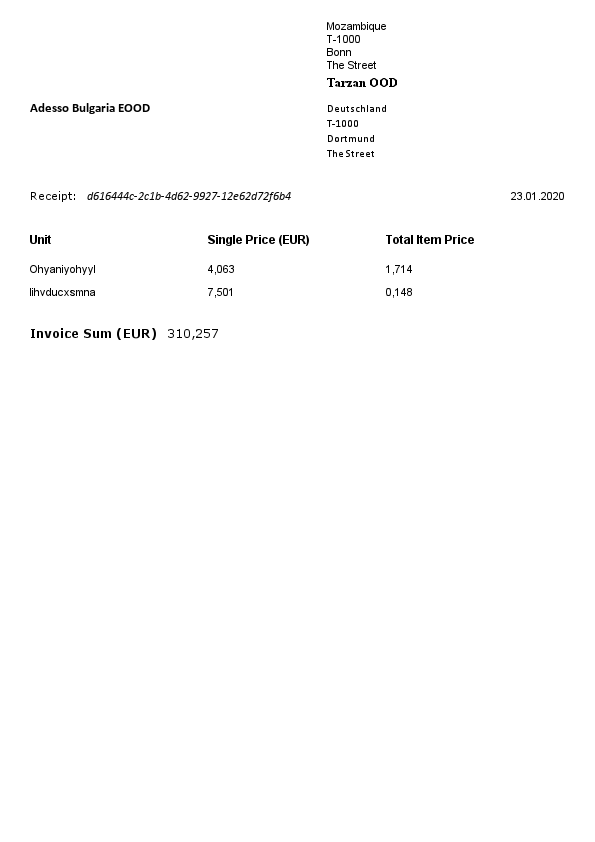 Mozambique
T-1000
Bonn
The Street
Tarzan OOD
Adesso Bulgaria EOOD
Deutschland
T-1000
Dortmund
The Street
Receipt: d616444c-2c1b-4d62-9927-12e62d72f6b4 23.01.2020
Unit Single Price (EUR) Total Item Price
Ohyaniyohyyl 4,063 1,714
lihvducxsmna 7,501 0,148
Invoice Sum (EUR) 310,257